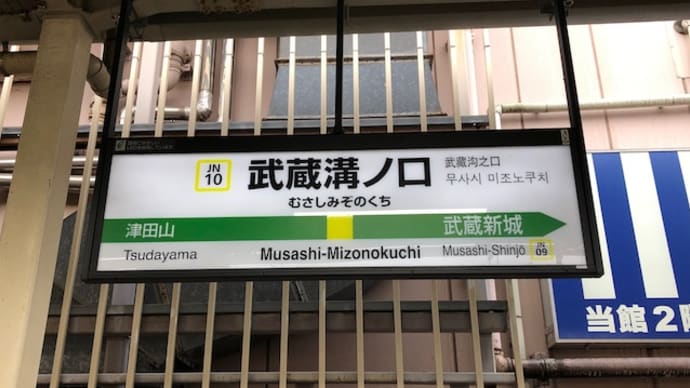 JN
10
武蔵溝ノ口
むさしみぞのくち
武藏沟之口
무사시 미조노쿠치
津田山
武蔵新城
Tsudayama
Musashi-Mizonokuchi
Musashi-Shinjō
JN
09
当館2階